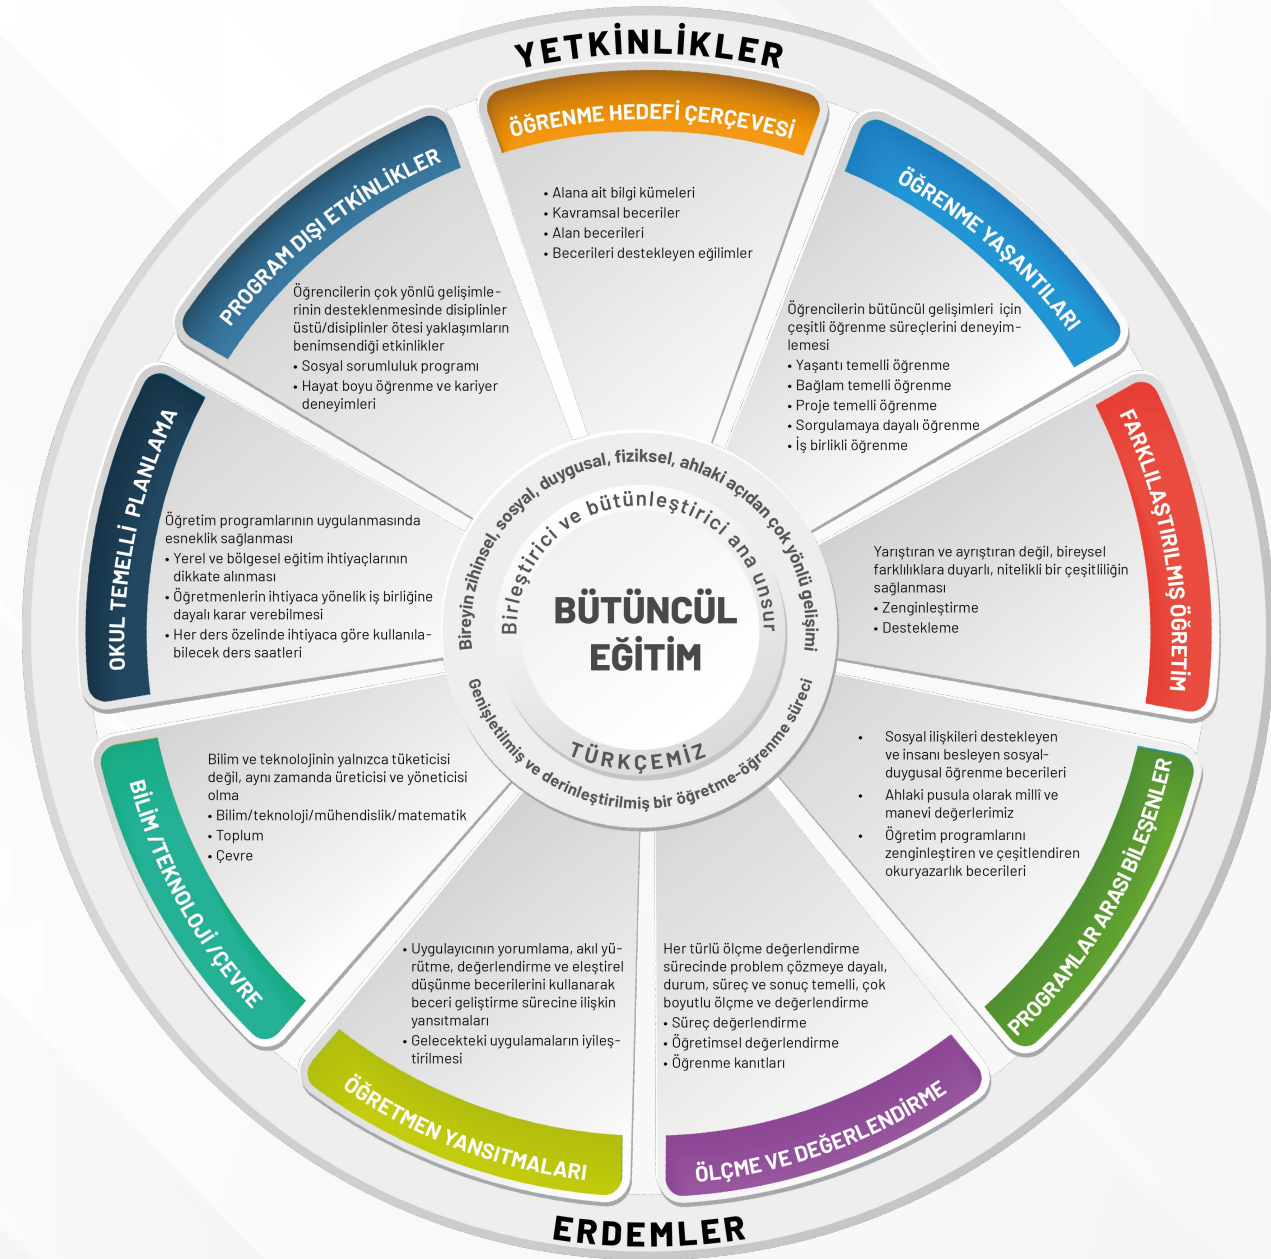 YETKİNLİKLER
ÖĞRENME HEDEFİ ÇERÇEVESİ
• Alana ait bilgi kümeleri
• Kavramsal beceriler
• Alan becerileri
• Becerileri destekleyen eğilimler
ÖĞRENME YAŞANTILARI
Öğrencilerin bütüncül gelişimleri için
çeşitli öğrenme süreçlerini deneyim-
lemesi
• Yaşantı temelli öğrenme
• Bağlam temelli öğrenme
• Proje temelli öğrenme
• Sorgulamaya dayalı öğrenme
• İş birlikli öğrenme
FARKLILAŞTIRILMIŞ ÖĞRETİM
Yarıştıran ve ayrıştıran değil, bireysel
farklılıklara duyarlı, nitelikli bir çeşitliliğin
sağlanması
• Zenginleştirme
• Destekleme
PROGRAMLAR ARASI BİLEŞENLER
• Sosyal ilişkileri destekleyen
ve insanı besleyen sosyal-
duygusal öğrenme becerileri
• Ahlaki pusula olarak millî ve
manevi değerlerimiz
• Öğretim programlarını
zenginleştiren ve çeşitlendiren
okuryazarlık becerileri
ÖLÇME VE DEĞERLENDİRME
Her türlü ölçme değerlendirme
sürecinde problem çözmeye dayalı,
durum, süreç ve sonuç temelli, çok
boyutlu ölçme ve değerlendirme
• Süreç değerlendirme
• Öğretimsel değerlendirme
• Öğrenme kanıtları
ÖĞRETMEN YANSITMALARI
• Uygulayıcının yorumlama, akıl yü-
rütme, değerlendirme ve eleştirel
düşünme becerilerini kullanarak
beceri geliştirme sürecine ilişkin
yansıtmaları
• Gelecekteki uygulamaların iyileş-
tirilmesi
BİLİM /TEKNOLOJİ /ÇEVRE
Bilim ve teknolojinin yalnızca tüketicisi
değil, aynı zamanda üreticisi ve yöneticisi
olma
• Bilim/teknoloji/mühendislik/matematik
• Toplum
• Çevre
OKUL TEMELLİ PLANLAMA
Öğretim programlarının uygulanmasında
esneklik sağlanması
• Yerel ve bölgesel eğitim ihtiyaçlarının
dikkate alınması
• Öğretmenlerin ihtiyaca yönelik iş birliğine
dayalı karar verebilmesi
• Her ders özelinde ihtiyaca göre kullanıla-
bilecek ders saatleri
PROGRAM DIŞI ETKİNLİKLER
Öğrencilerin çok yönlü gelişimle-
rinin desteklenmesinde disiplinler
üstü/disiplinler ötesi yaklaşımların
benimsendiği etkinlikler
• Sosyal sorumluluk programı
• Hayat boyu öğrenme ve kariyer
deneyimleri
Bireyin zihinsel, sosyal, duygusal, fiziksel, ahlaki açıdan çok yönlü gelişimi
Birleştirici ve bütünleştirici ana unsur
BÜTÜNCÜL
EĞİTİM
TÜRKÇEMİZ
Genişletilmiş ve derinleştirilmiş bir öğretme-öğrenme süreci
ERDEMLER